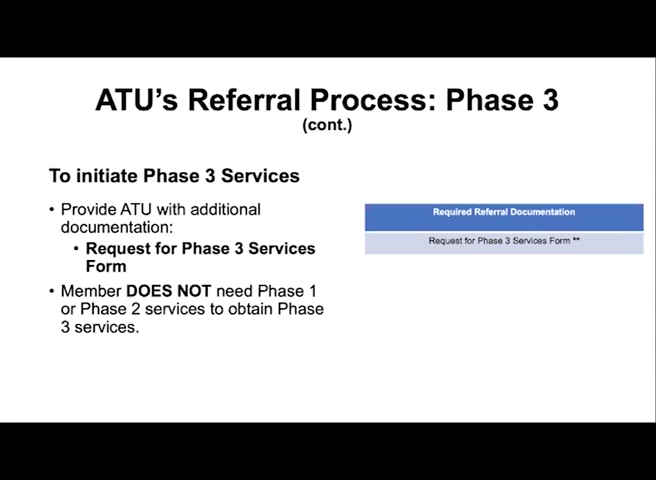 ATU's Referral Process: Phase 3
(cont.)
To initiate Phase 3 Services
• Provide ATU with additional
documentation:
• Request for Phase 3 Services
Form
• Member DOES NOT need Phase 1
or Phase 2 services to obtain Phase
3 services.
Required Referral Documentation
Request for Phase 3 Services Form **